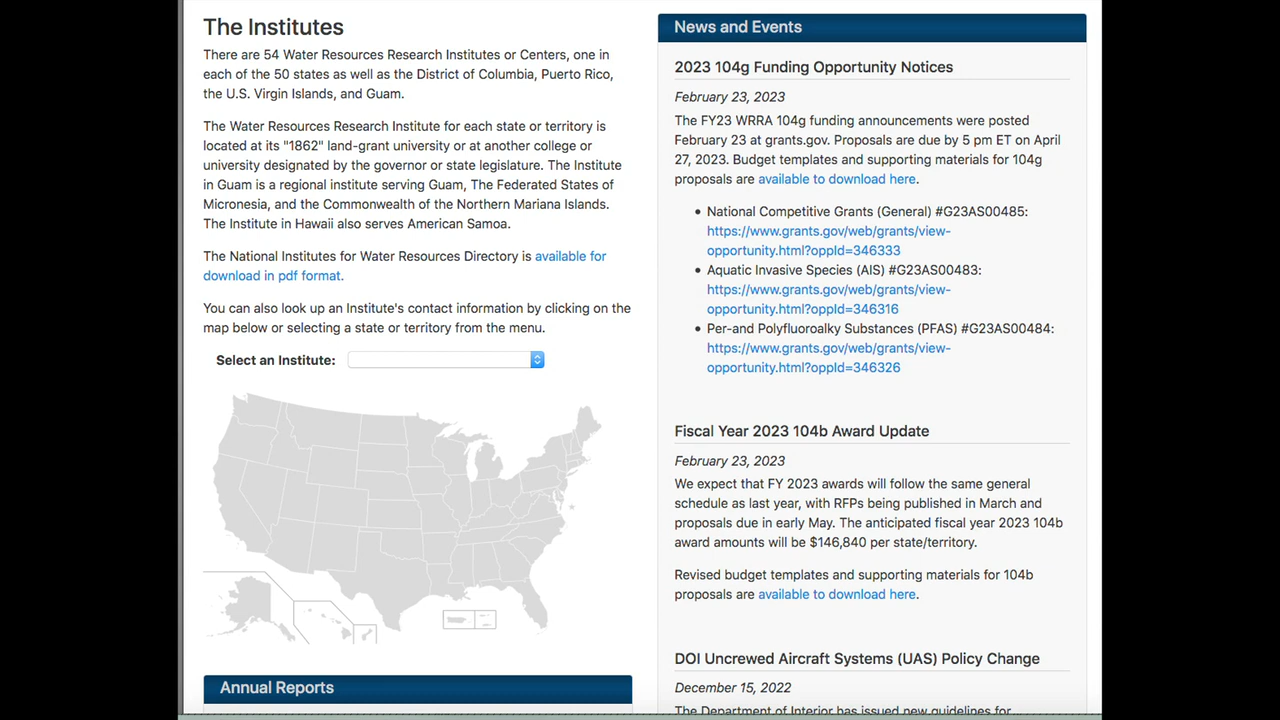 The Institutes
There are 54 Water Resources Research Institutes or Centers, one in
each of the 50 states as well as the District of Columbia, Puerto Rico,
the U.S. Virgin Islands, and Guam.
The Water Resources Research Institute for each state or territory is
located at its "1862" land-grant university or at another college or
university designated by the governor or state legislature. The Institute
in Guam is a regional institute serving Guam, The Federated States of
Micronesia, and the Commonwealth of the Northern Mariana Islands.
The Institute in Hawaii also serves American Samoa.
The National Institutes for Water Resources Directory is available for
download in pdf format.
You can also look up an Institute's contact information by clicking on the
map below or selecting a state or territory from the menu.
Select an Institute:
Annual Reports
News and Events
2023 104g Funding Opportunity Notices
February 23, 2023
The FY23 WRRA 104g funding announcements were posted
February 23 at grants.gov. Proposals are due by 5 pm ET on April
27, 2023. Budget templates and supporting materials for 104g
proposals are available to download here.
• National Competitive Grants (General) #G23AS00485:
https://www.grants.gov/web/grants/view-
opportunity.html?oppId=346333
• Aquatic Invasive Species (AIS) #G23AS00483:
https://www.grants.gov/web/grants/view-
opportunity.html?oppId=346316
• Per-and Polyfluoroalky Substances (PFAS) #G23AS00484:
https://www.grants.gov/web/grants/view-
opportunity.html?oppId=346326
Fiscal Year 2023 104b Award Update
February 23, 2023
We expect that FY 2023 awards will follow the same general
schedule as last year, with RFPs being published in March and
proposals due in early May. The anticipated fiscal year 2023 104b
award amounts will be $146,840 per state/territory.
Revised budget templates and supporting materials for 104b
proposals are available to download here.
DOI Uncrewed Aircraft Systems (UAS) Policy Change
December 15, 2022
The Department of Interior has issued new guidelines for